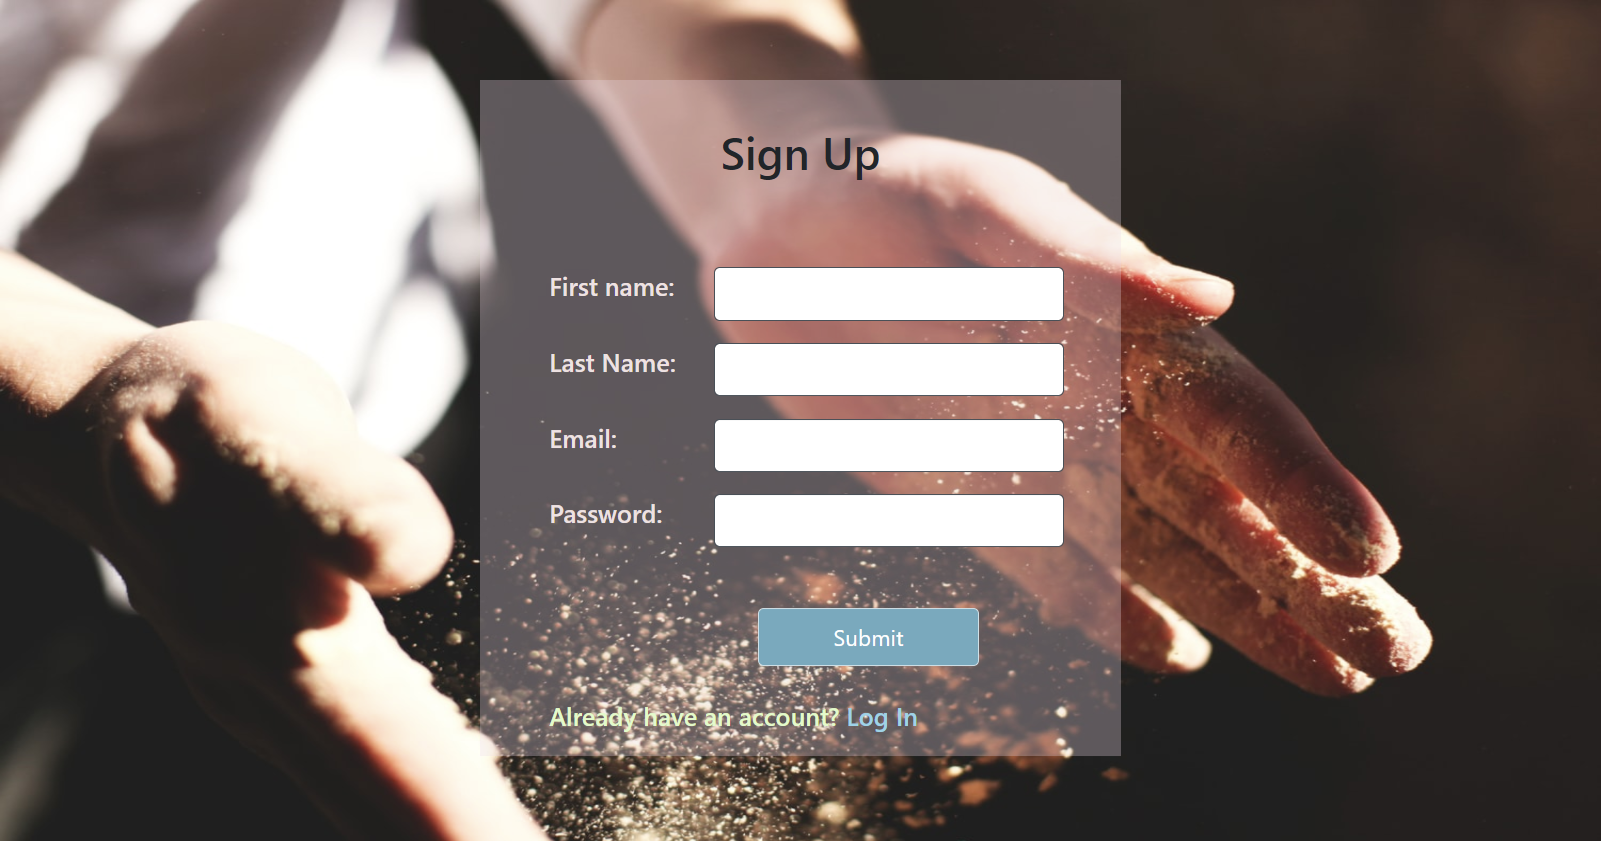 Sign Up
First name:
Last Name:
Email:
Password:
Submit
Already have an account? Log In